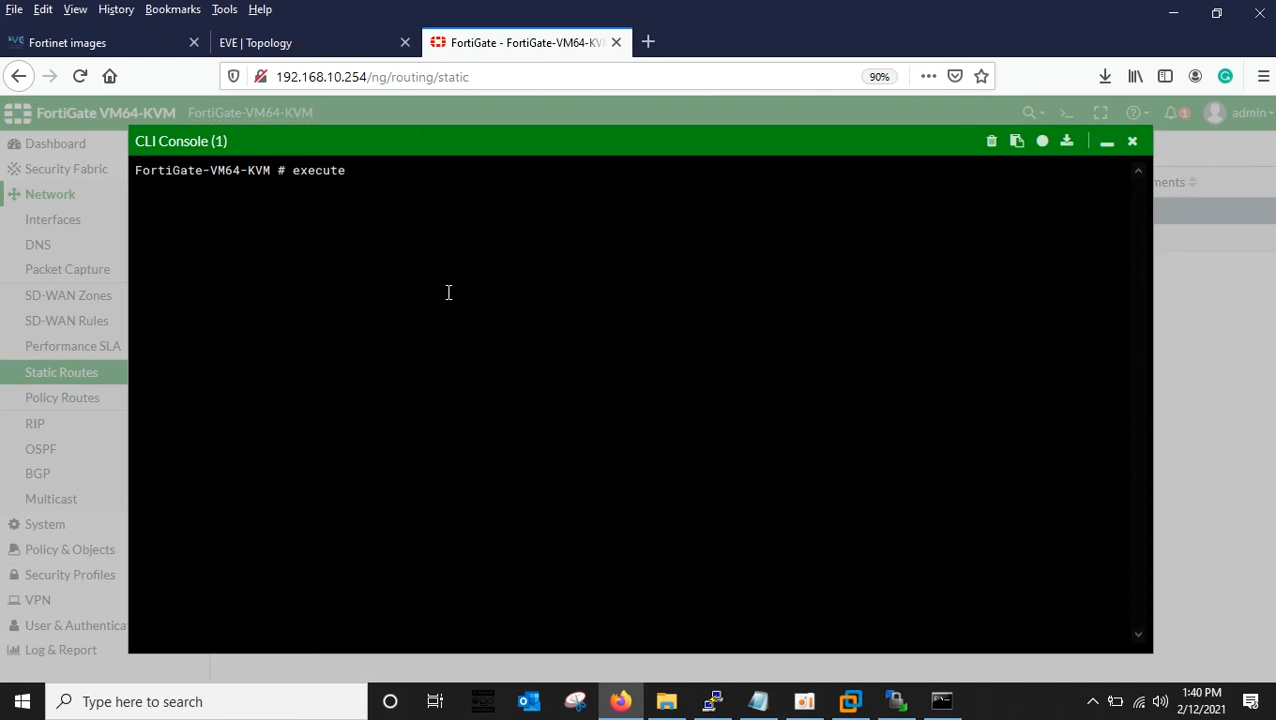 File Edit View History Bookmarks Tools Help
Fortinet images
EVE | Topology
FortiGate - FortiGate-VM64-KV
192.168.10.254/ng/routing/static
90%
FortiGate VM64-KVM FortiGate-VM64-KVM
1
admin
CLI Console (1)
FortiGate-VM64-KVM # execute
Dashboard
Security Fabric
Network
Interfaces
DNS
Packet Capture
SD-WAN Zones
SD-WAN Rules
Performance SLA
Static Routes
Policy Routes
RIP
OSPF
BGP
Multicast
System
Policy & Objects
Security Profiles
VPN
User & Authentica
Log & Report
ments
Type here to search
1:40 PM
2/12/2021